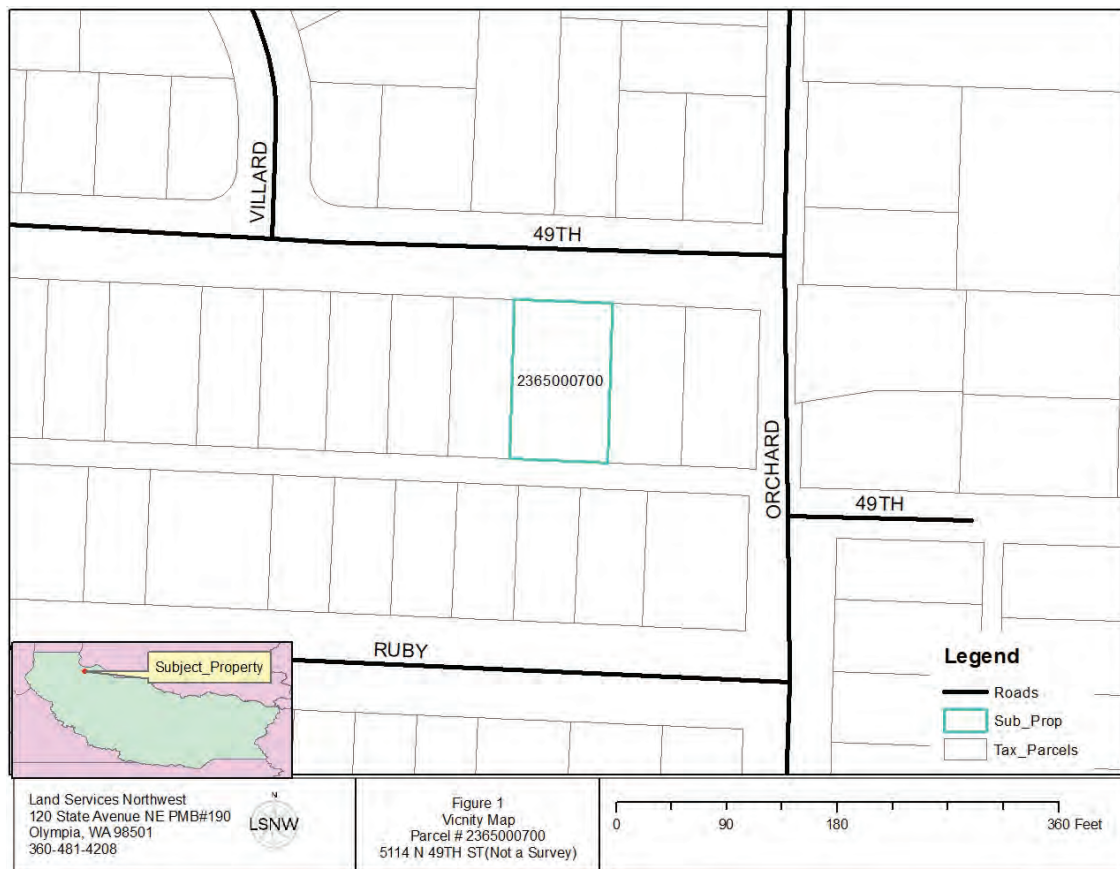 VILLARD
49TH
2365000700
ORCHARD
49TH
RUBY
Subject_Property
Legend
Roads
Sub_Prop
Tax_Parcels
Land Services Northwest
120 State Avenue NE PMB#190
Olympia, WA 98501
360-481-4208
N
LSNW
Figure 1
Vicnity Map
Parcel # 2365000700
5114 N 49TH ST(Not a Survey)
0 90 180 360 Feet